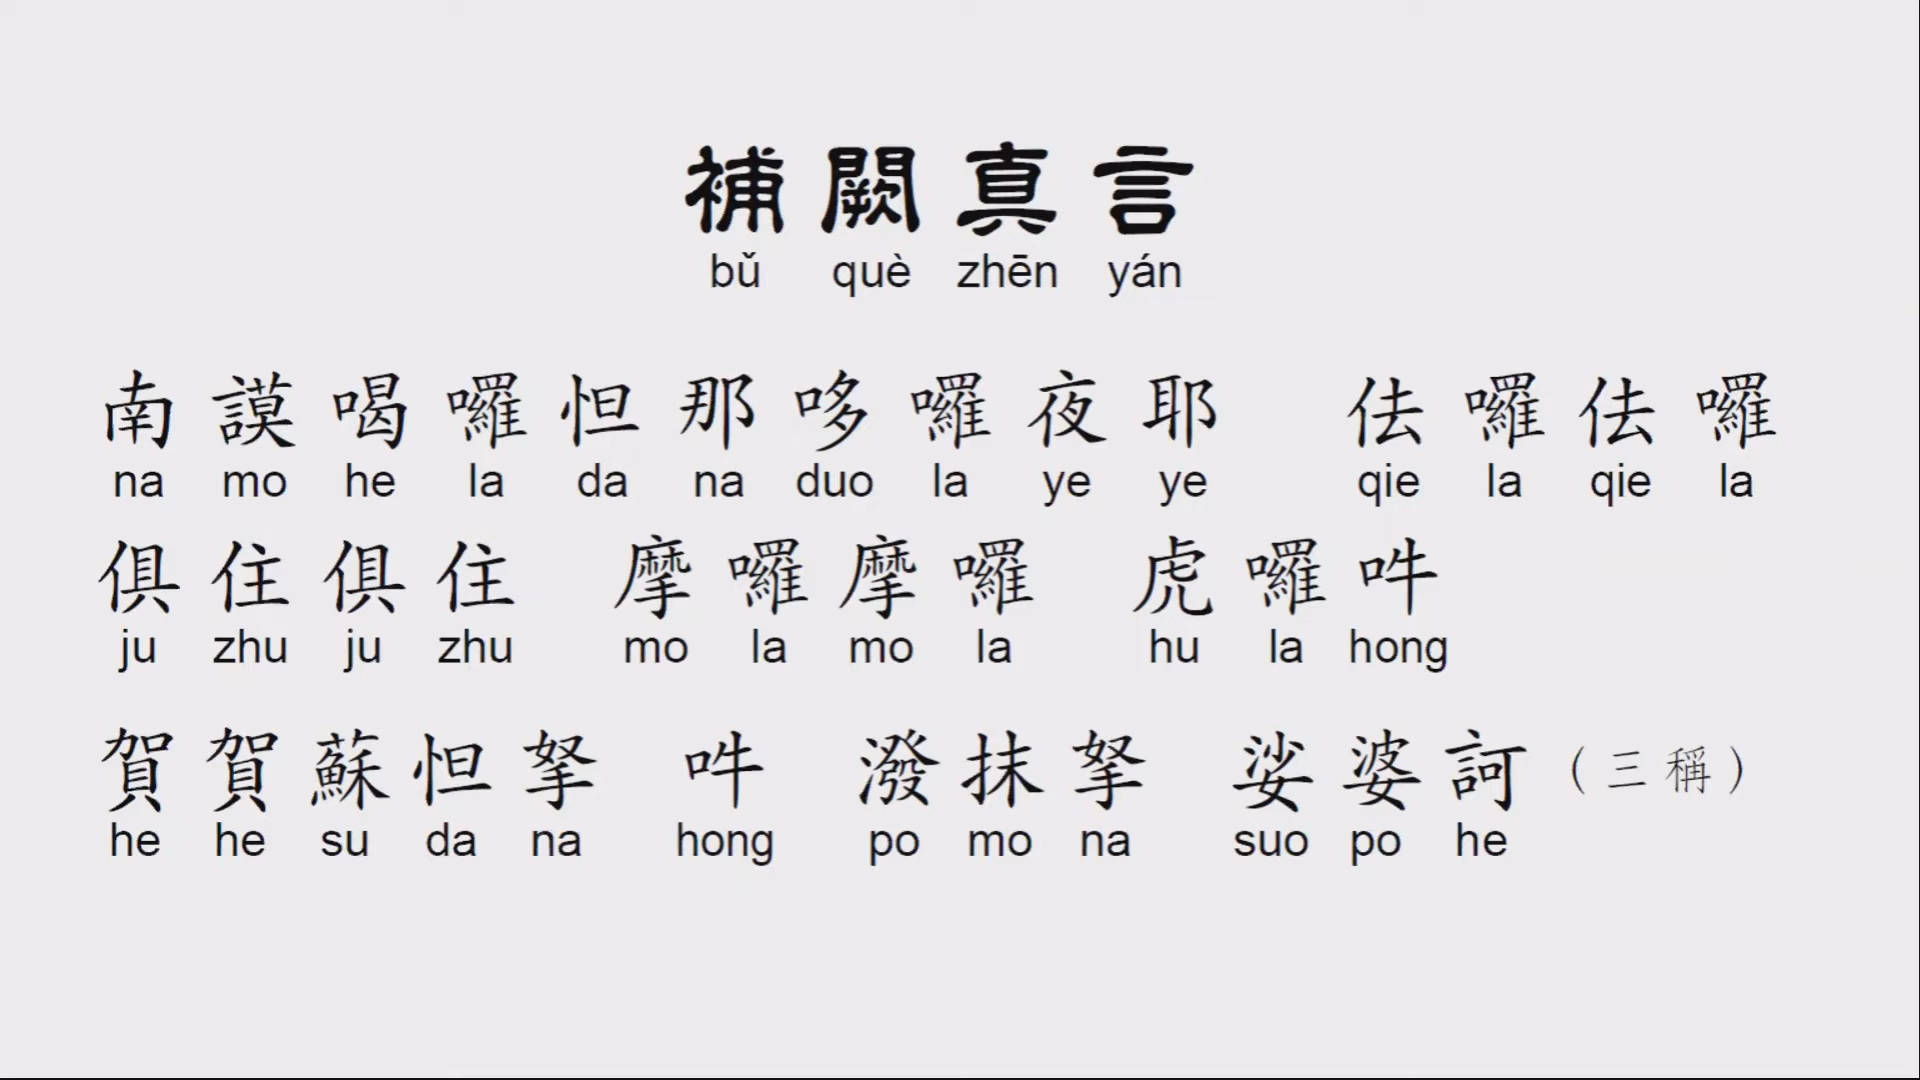 補闕真言
bǔ què zhēn yán
南謨喝囉怛那哆囉夜耶 佉囉佉囉
na mo he la da na duo la ye ye qie la qie la
俱住俱住 摩囉摩囉 虎囉吽
ju zhu ju zhu mo la mo la hu la hong
賀賀蘇怛拏 吽 潑抹拏 娑婆訶（三稱）
he he su da na hong po mo na suo po he